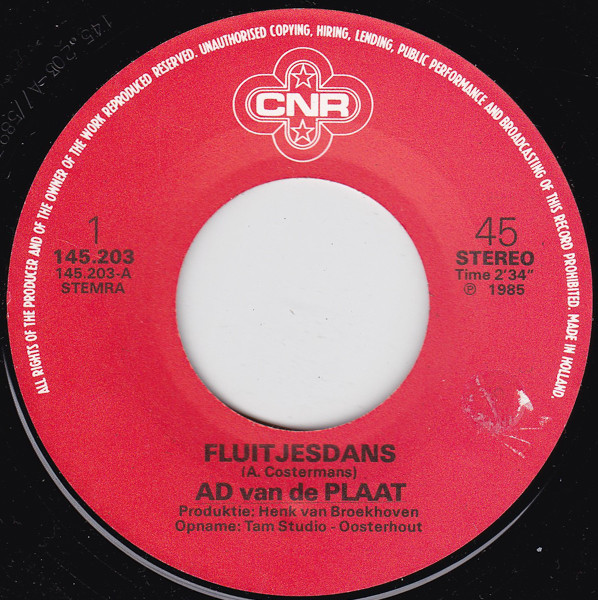 ALL RIGHTS OF THE PRODUCER AND OF THE OWNER OF THE WORK REPRODUCED RESERVED. UNAUTHORISED COPYING, HIRING, LENDING, PUBLIC PERFORMANCE AND BROADCASTING OF THIS RECORD PROHIBITED. MADE IN HOLLAND.
CNR
1
145.203
145.203-A
STEMRA
45
STEREO
Time 2'34"
℗ 1985
FLUITJESDANS
(A. Costermans)
AD van de PLAAT
Produktie: Henk van Broekhoven
Opname: Tam Studio - Oosterhout